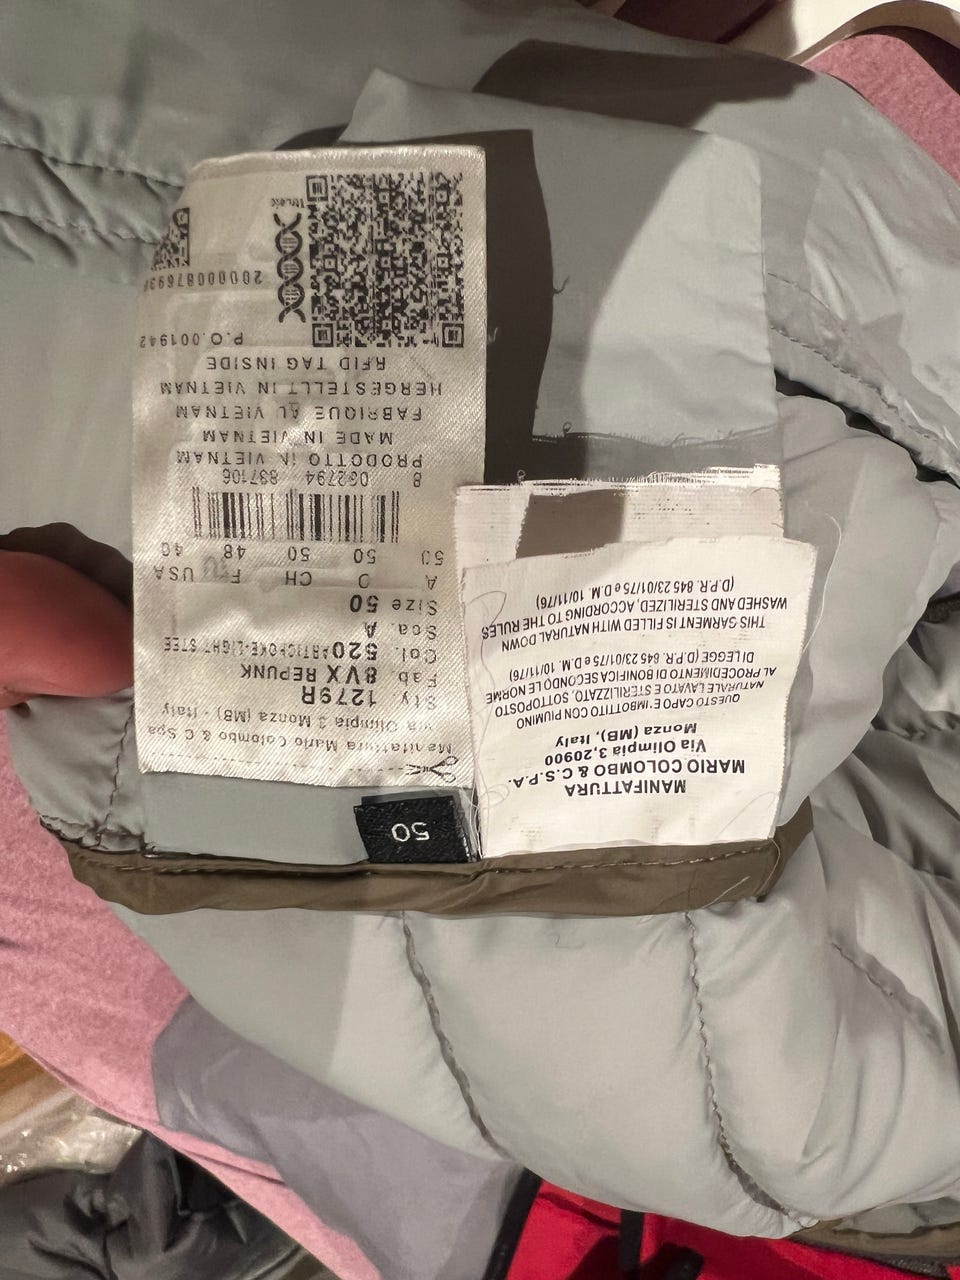 Manifattura Mario Colombo & C Spa
Via Olimpia 3 Monza (MB) - Italy
Sty 1279R
Fab 8VX REPUNK
Col. 520 ARTICHOKE-LIGHT STEE
Sca. A
Size 50
A D CH F USA
50 50 50 48 40
8 052794 837106
PRODOTTO IN VIETNAM
MADE IN VIETNAM
FABRIQUE AU VIETNAM
HERGESTELLT IN VIETNAM
RFID TAG INSIDE
P.O.001942
20000087693
50
MANIFATTURA
MARIO COLOMBO & C.S.P.A.
Via Olimpia 3,20900
Monza (MB), Italy
QUESTO CAPO E IMBOTTITO CON PIUMINO
NATURALE LAVATO E STERILIZZATO, SOTTOPOSTO
AL PROCEDIMENTO DI BONIFICA SECONDO LE NORME
DI LEGGE (D.P.R. 845 23/01/75 e D.M. 10/11/76)
THIS GARMENT IS FILLED WITH NATURAL DOWN
WASHED AND STERILIZED, ACCORDING TO THE RULES
(D.P.R. 845 23/01/75 e D.M. 10/11/76)